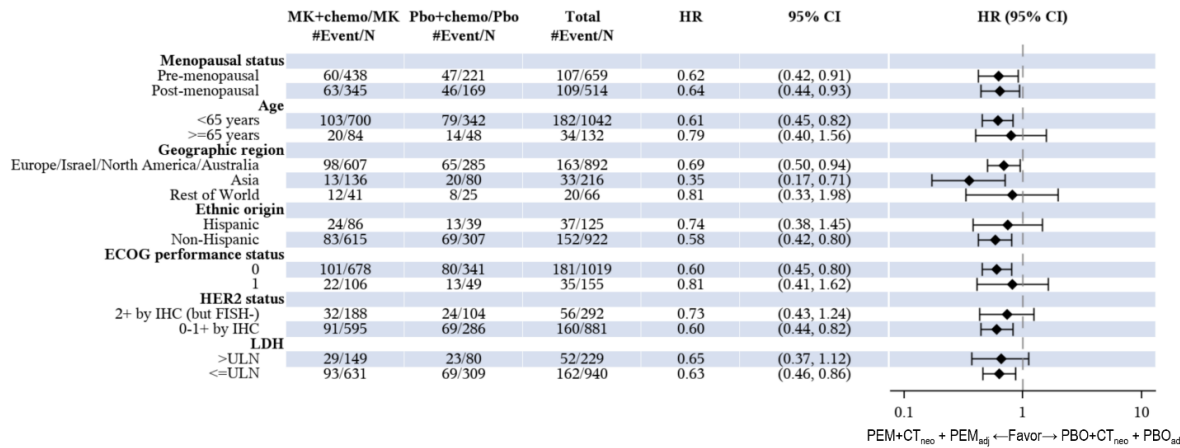 MK+chemo/MK Pbo+chemo/Pbo Total HR 95% CI HR (95% CI)
#Event/N #Event/N #Event/N
Menopausal status
Pre-menopausal 60/438 47/221 107/659 0.62 (0.42, 0.91)
Post-menopausal 63/345 46/169 109/514 0.64 (0.44, 0.93)
Age
<65 years 103/700 79/342 182/1042 0.61 (0.45, 0.82)
>=65 years 20/84 14/48 34/132 0.79 (0.40, 1.56)
Geographic region
Europe/Israel/North America/Australia 98/607 65/285 163/892 0.69 (0.50, 0.94)
Asia 13/136 20/80 33/216 0.35 (0.17, 0.71)
Rest of World 12/41 8/25 20/66 0.81 (0.33, 1.98)
Ethnic origin
Hispanic 24/86 13/39 37/125 0.74 (0.38, 1.45)
Non-Hispanic 83/615 69/307 152/922 0.58 (0.42, 0.80)
ECOG performance status
0 101/678 80/341 181/1019 0.60 (0.45, 0.80)
1 22/106 13/49 35/155 0.81 (0.41, 1.62)
HER2 status
2+ by IHC (but FISH-) 32/188 24/104 56/292 0.73 (0.43, 1.24)
0-1+ by IHC 91/595 69/286 160/881 0.60 (0.44, 0.82)
LDH
>ULN 29/149 23/80 52/229 0.65 (0.37, 1.12)
<=ULN 93/631 69/309 162/940 0.63 (0.46, 0.86)
0.1 1 10
PEM+CTneo + PEMadj ←Favor→ PBO+CTneo + PBOad